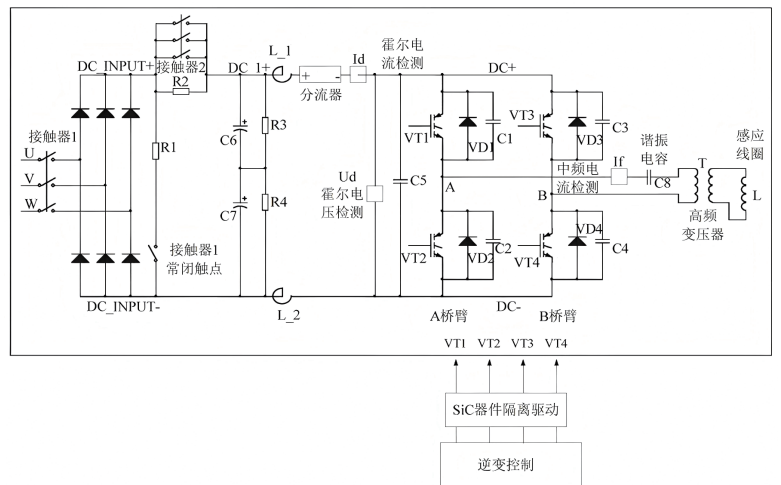 L_1
Id
霍尔电
流检测
DC_INPUT+
接触器2
DC_1+
DC+
R2
+ -
分流器
接触器1
U
V
W
R1
C6
R3
VT1
VD1
C1
VT3
VD3
C3
谐振
电容
感应
线圈
Ud
霍尔电
压检测
C5
A
中频电
流检测
If
C8
T
L
B
高频
变压器
C7
R4
接触器1
常闭触点
VT2
VD2
C2
VT4
VD4
C4
DC_INPUT-
L_2
DC-
A桥臂
B桥臂
VT1 VT2 VT3 VT4
SiC器件隔离驱动
逆变控制